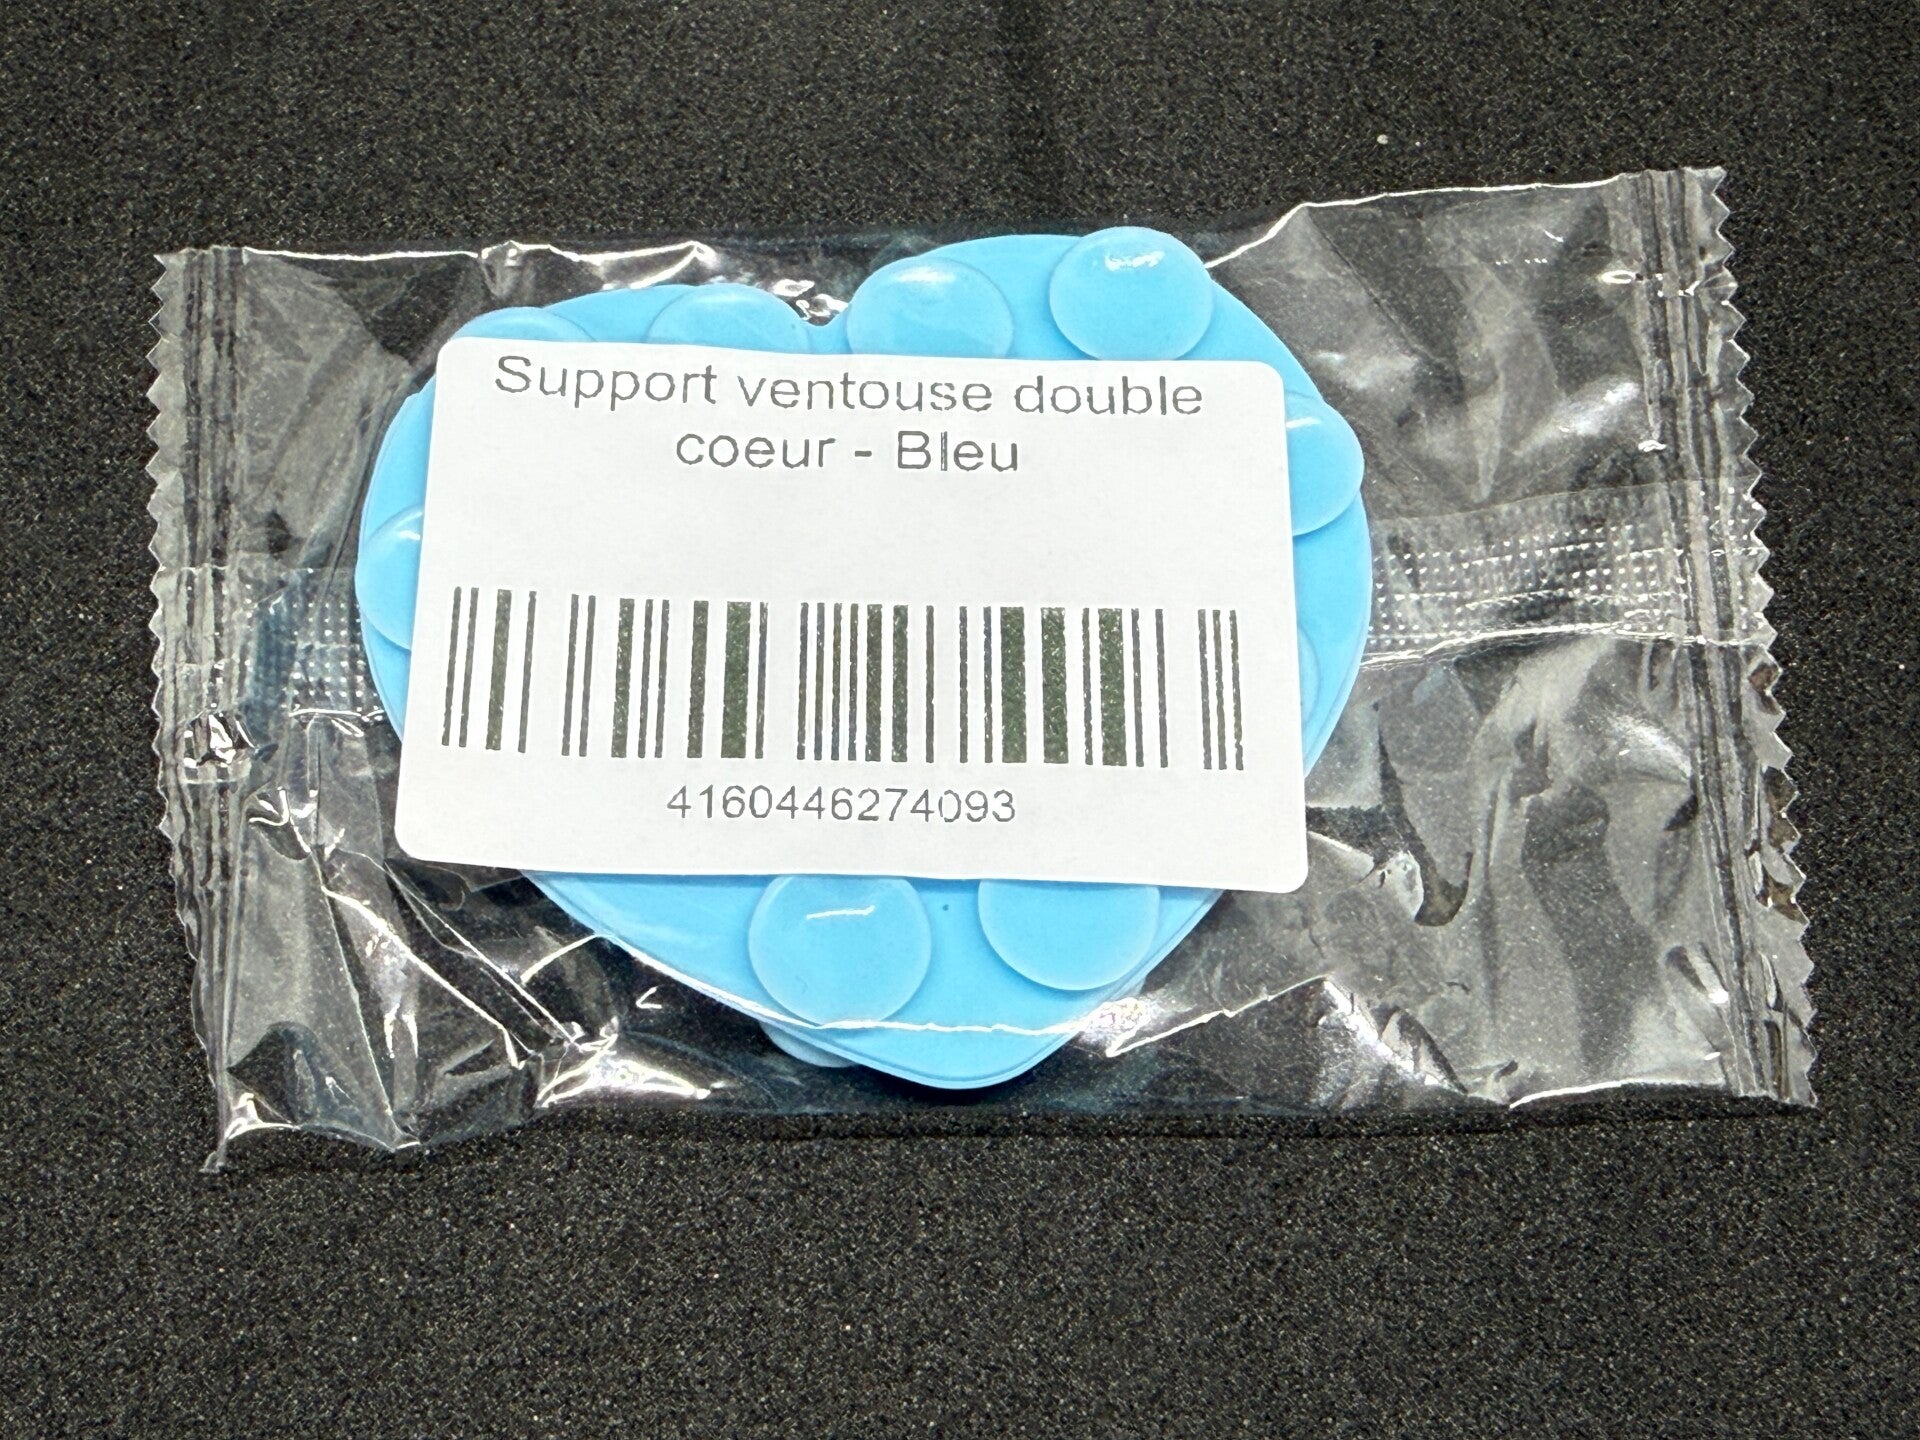 Support ventouse double
coeur - Bleu
4160446274093